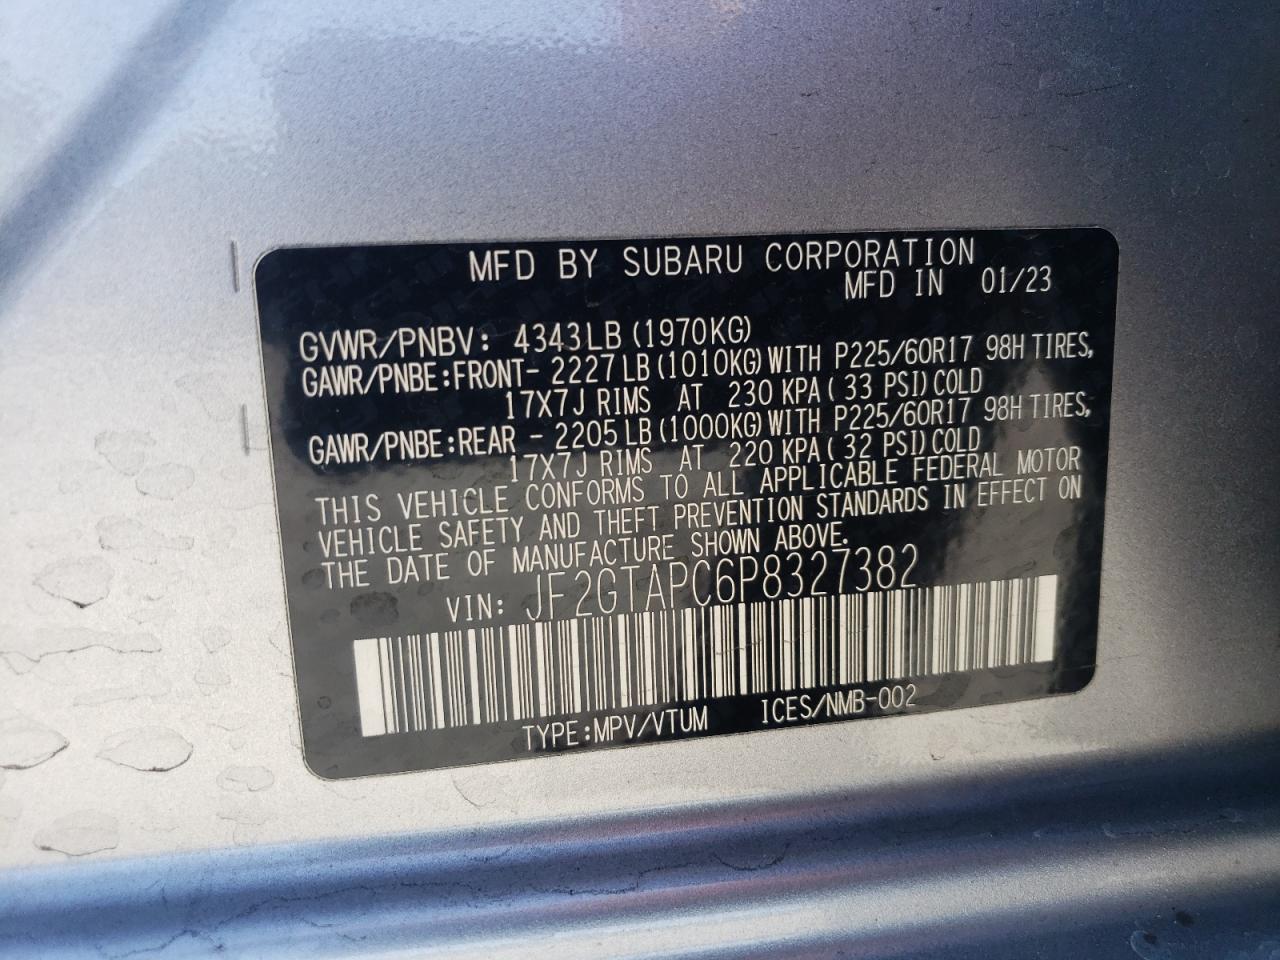 MFD BY SUBARU CORPORATION
MFD IN 01/23
GVWR/PNBV: 4343LB (1970KG)
GAWR/PNBE:FRONT- 2227LB (1010KG) WITH P225/60R17 98H TIRES,
17X7J RIMS AT 230 KPA( 33 PSI) COLD
GAWR/PNBE:REAR - 2205LB (1000KG) WITH P225/60R17 98H TIRES,
17X7J RIMS AT 220 KPA( 32 PSI) COLD
THIS VEHICLE CONFORMS TO ALL APPLICABLE FEDERAL MOTOR
VEHICLE SAFETY AND THEFT PREVENTION STANDARDS IN EFFECT ON
THE DATE OF MANUFACTURE SHOWN ABOVE.
VIN: JF2GTAPC6P8327382
TYPE:MPV/VTUM ICES/NMB-002